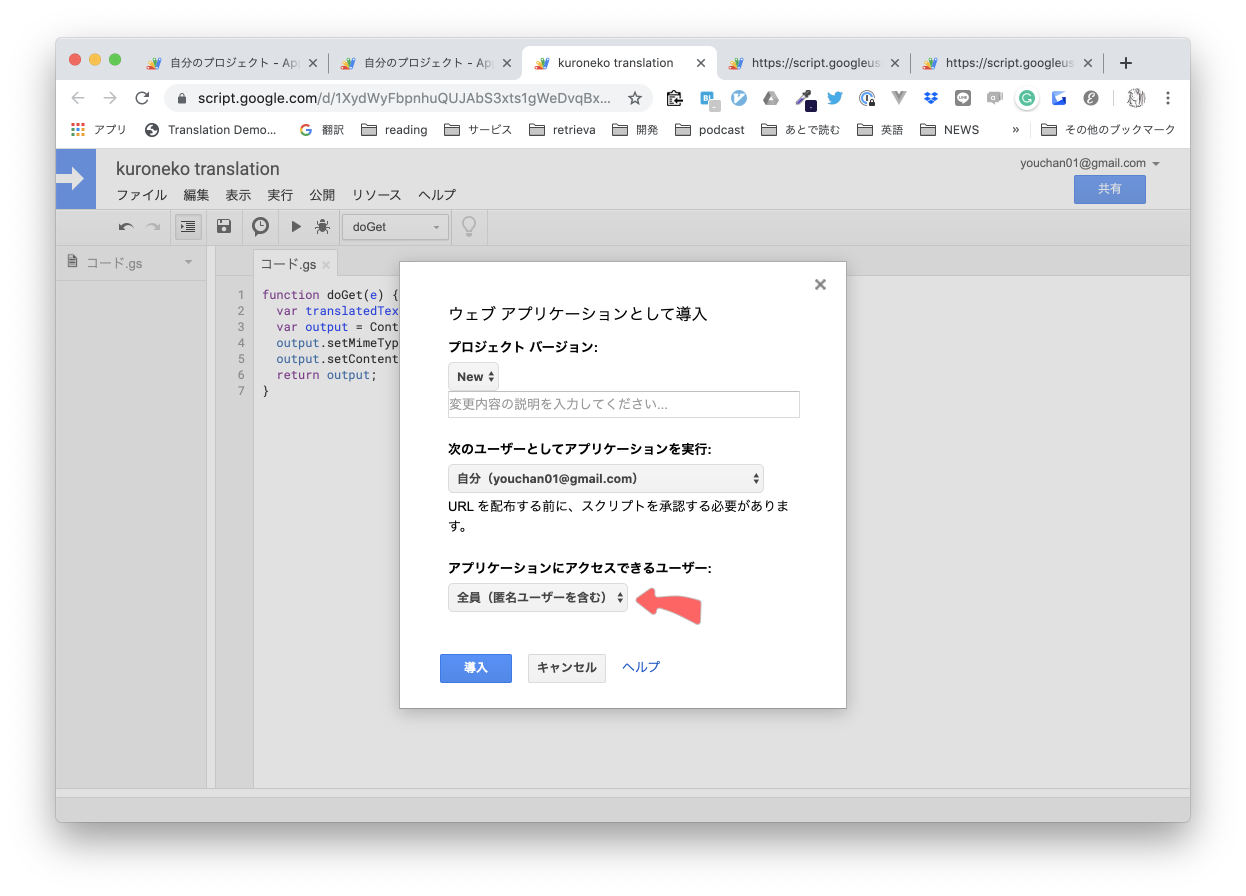 自分のプロジェクト - Ap
自分のプロジェクト - Ap
kuroneko translation
https://script.googleus
https://script.googleus
script.google.com/d/1XydWyFbpnhuQUJAbS3xts1gWeDvqBx...
アプリ
Translation Demo...
翻訳
reading
サービス
retrieva
開発
podcast
あとで読む
英語
NEWS
»
その他のブックマーク
kuroneko translation
youchan01@gmail.com
ファイル 編集 表示 実行 公開 リソース ヘルプ
共有
doGet
コード.gs
コード.gs
1 function doGet(e) {
2 var translatedTex
3 var output = Cont
4 output.setMimeTyp
5 output.setContent
6 return output;
7 }
ウェブ アプリケーションとして導入
プロジェクト バージョン:
New
変更内容の説明を入力してください...
次のユーザーとしてアプリケーションを実行:
自分（youchan01@gmail.com）
URL を配布する前に、スクリプトを承認する必要がありま
す。
アプリケーションにアクセスできるユーザー:
全員（匿名ユーザーを含む）
導入
キャンセル
ヘルプ